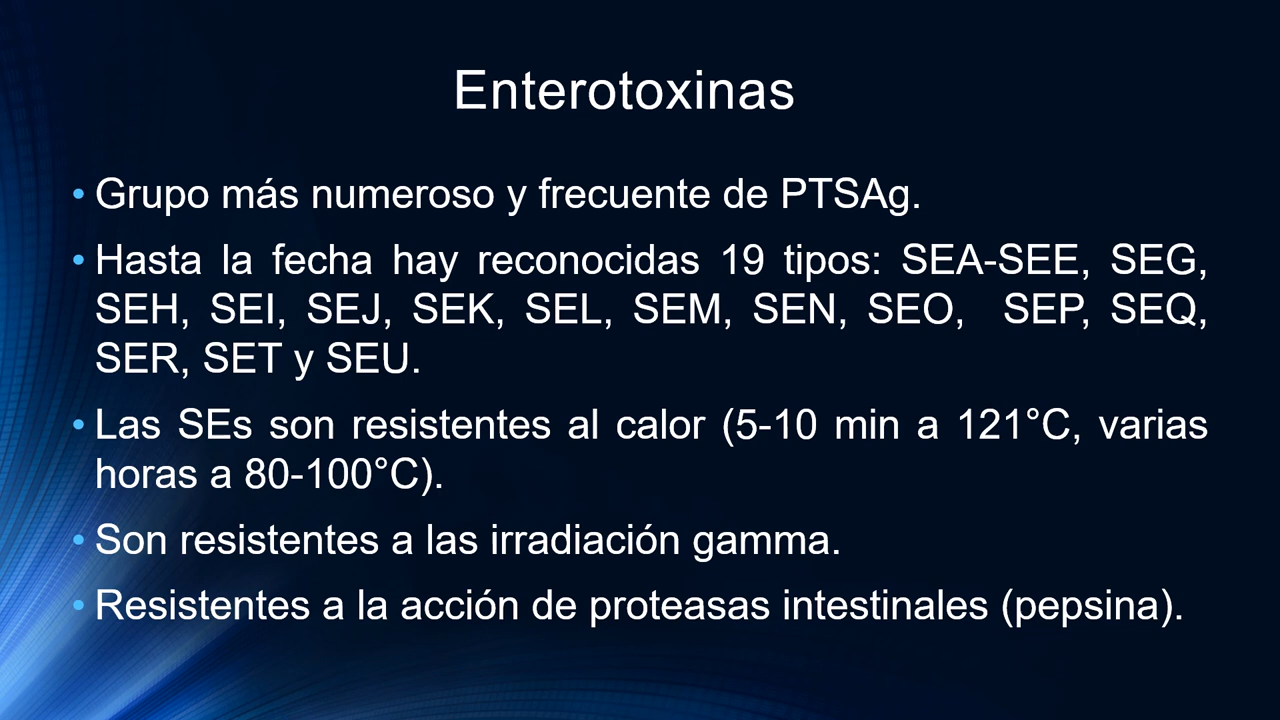 Enterotoxinas
• Grupo más numeroso y frecuente de PTSAg.
• Hasta la fecha hay reconocidas 19 tipos: SEA-SEE, SEG,
SEH, SEI, SEJ, SEK, SEL, SEM, SEN, SEO, SEP, SEQ,
SER, SET y SEU.
• Las SEs son resistentes al calor (5-10 min a 121°C, varias
horas a 80-100°C).
• Son resistentes a las irradiación gamma.
• Resistentes a la acción de proteasas intestinales (pepsina).